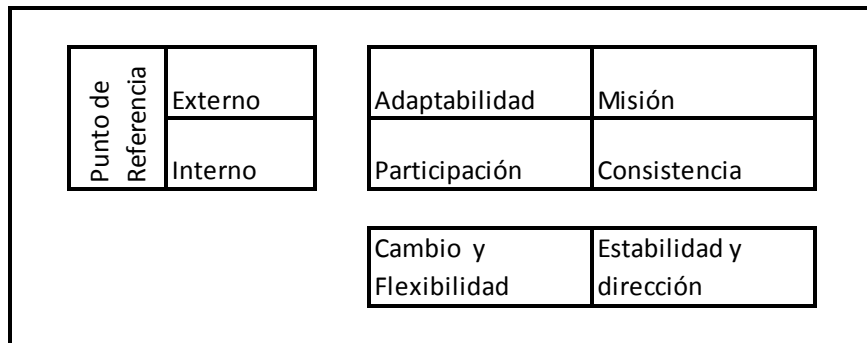 Punto de
Referencia
Externo
Interno
Adaptabilidad
Misión
Participación
Consistencia
Cambio y
Flexibilidad
Estabilidad y
dirección